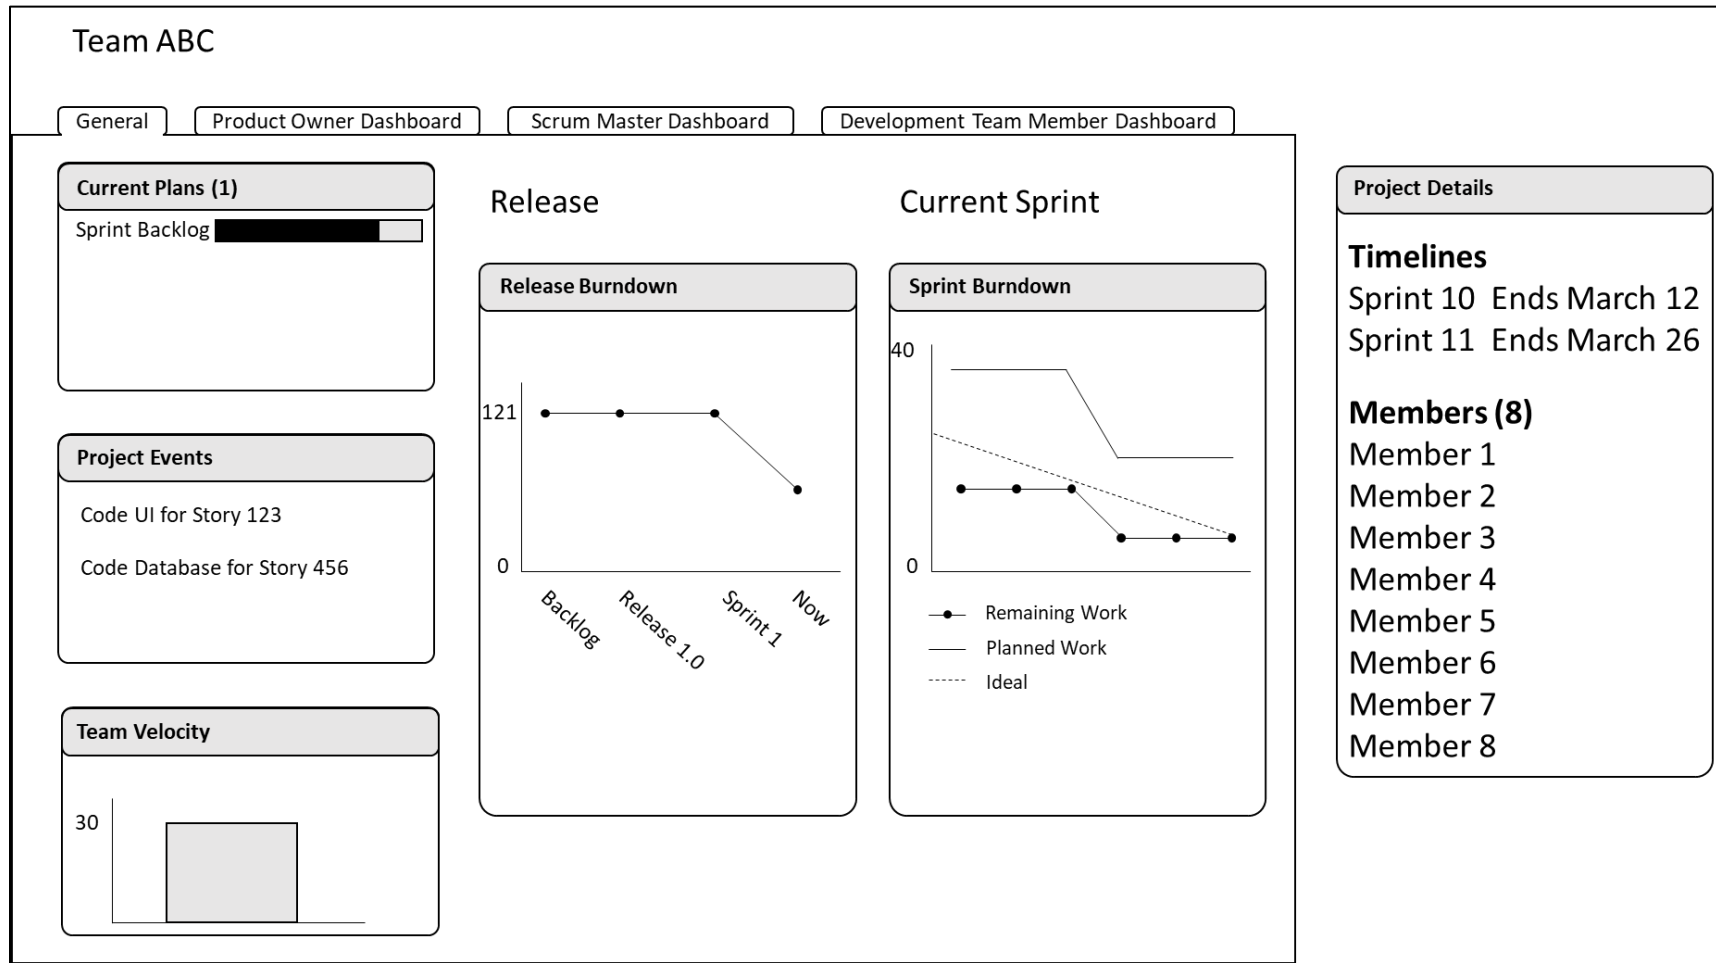 Team ABC
General
Product Owner Dashboard
Scrum Master Dashboard
Development Team Member Dashboard
Current Plans (1)
Sprint Backlog
Project Events
Code UI for Story 123
Code Database for Story 456
Team Velocity
30
Release
Release Burndown
121
0
Backlog
Release 1.0
Sprint 1
Now
Current Sprint
Sprint Burndown
40
0
Remaining Work
Planned Work
Ideal
Project Details
Timelines
Sprint 10 Ends March 12
Sprint 11 Ends March 26
Members (8)
Member 1
Member 2
Member 3
Member 4
Member 5
Member 6
Member 7
Member 8